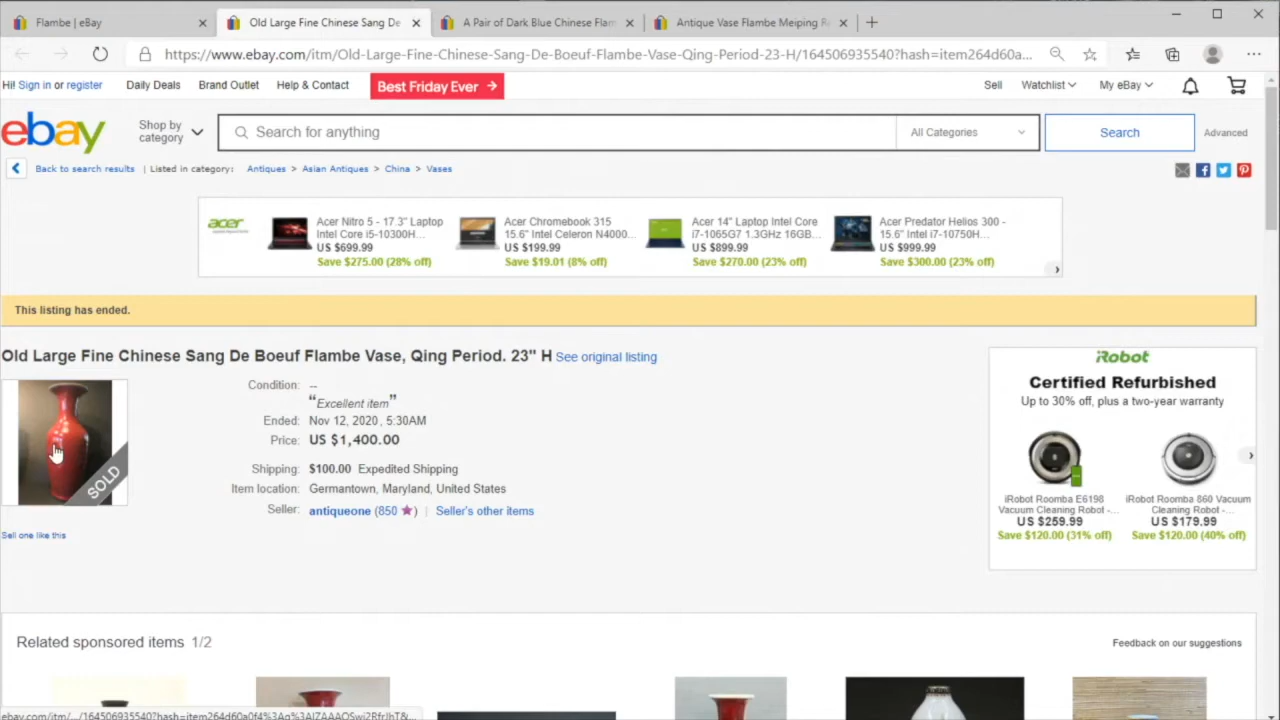 Flambe | eBay
Old Large Fine Chinese Sang De
A Pair of Dark Blue Chinese Flam
Antique Vase Flambe Meiping R
https://www.ebay.com/itm/Old-Large-Fine-Chinese-Sang-De-Boeuf-Flambe-Vase-Qing-Period-23-H/164506935540?hash=item264d60a...
Hi! Sign in or register
Daily Deals
Brand Outlet
Help & Contact
Best Friday Ever →
Sell
Watchlist
My eBay
ebay
Shop by category
Search for anything
All Categories
Search
Advanced
Back to search results | Listed in category: Antiques > Asian Antiques > China > Vases
acer
Acer Nitro 5 - 17.3" Laptop
Intel Core i5-10300H...
US $699.99
Save $275.00 (28% off)
Acer Chromebook 315
15.6" Intel Celeron N4000...
US $199.99
Save $19.01 (8% off)
Acer 14" Laptop Intel Core
i7-1065G7 1.3GHz 16GB...
US $899.99
Save $270.00 (23% off)
Acer Predator Helios 300 -
15.6" Intel i7-10750H...
US $999.99
Save $300.00 (23% off)
This listing has ended.
Old Large Fine Chinese Sang De Boeuf Flambe Vase, Qing Period. 23" H See original listing
SOLD
Sell one like this
Condition: --
"Excellent item"
Ended: Nov 12, 2020 , 5:30AM
Price: US $1,400.00
Shipping: $100.00 Expedited Shipping
Item location: Germantown, Maryland, United States
Seller: antiqueone (850 ★) | Seller's other items
iRobot
Certified Refurbished
Up to 30% off, plus a two-year warranty
iRobot Roomba E6198
Vacuum Cleaning Robot -...
US $259.99
Save $120.00 (31% off)
iRobot Roomba 860 Vacuum
Cleaning Robot -...
US $179.99
Save $120.00 (40% off)
Related sponsored items 1/2
Feedback on our suggestions